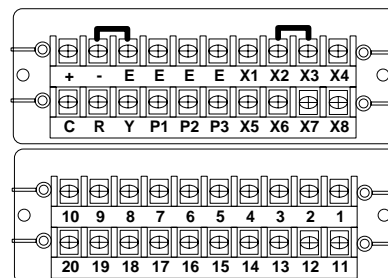 + - E E E E X1 X2 X3 X4
C R Y P1 P2 P3 X5 X6 X7 X8
10 9 8 7 6 5 4 3 2 1
20 19 18 17 16 15 14 13 12 11